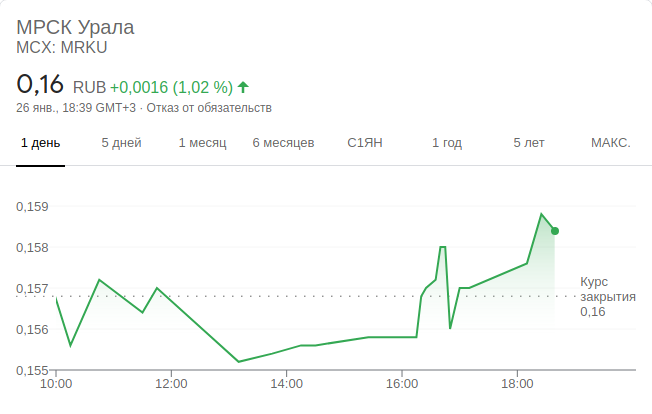 МРСК Урала
MCX: MRKU
0,16 RUB +0,0016 (1,02 %)
26 янв., 18:39 GMT+3 · Отказ от обязательств
1 день 5 дней 1 месяц 6 месяцев С1ЯН 1 год 5 лет МАКС.
0,159
0,158
0,157
0,156
0,155
Курс
закрытия
0,16
10:00 12:00 14:00 16:00 18:00